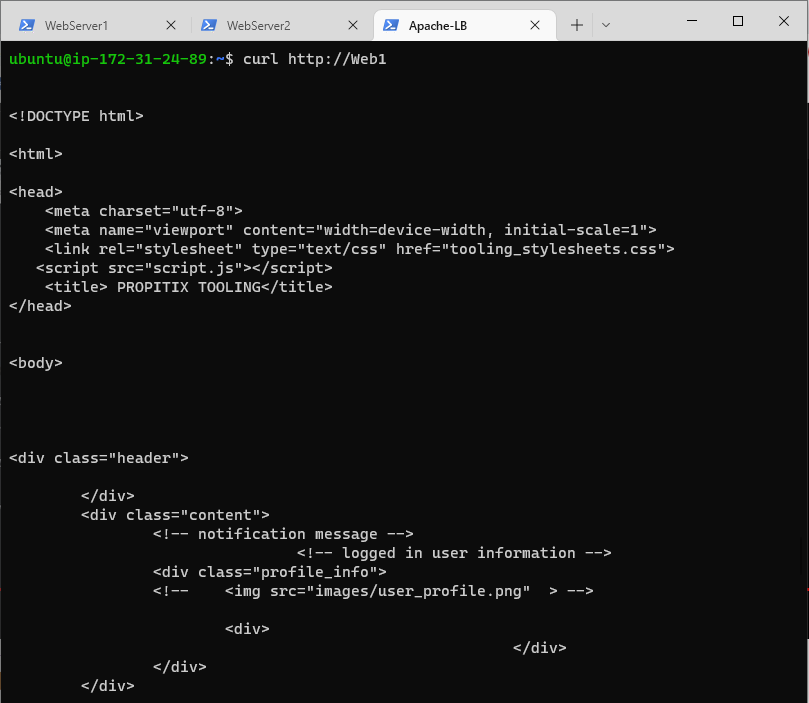 WebServer1
WebServer2
Apache-LB
ubuntu@ip-172-31-24-89:~$ curl http://Web1
<!DOCTYPE html>
<html>
<head>
    <meta charset="utf-8">
    <meta name="viewport" content="width=device-width, initial-scale=1">
    <link rel="stylesheet" type="text/css" href="tooling_stylesheets.css">
   <script src="script.js"></script>
    <title> PROPITIX TOOLING</title>
</head>
<body>
<div class="header">
        </div>
        <div class="content">
                <!-- notification message -->
                                <!-- logged in user information -->
                <div class="profile_info">
                <!--    <img src="images/user_profile.png"  > -->
                        <div>
                                                        </div>
                </div>
        </div>